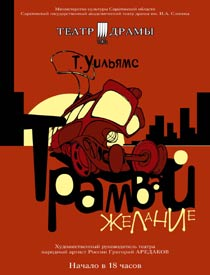 Министерство культуры Саратовской области
Саратовский государственный академический театр драмы им. И.А. Слонова
ТЕАТР ДРАМЫ
Т. Уильямс
Трамвай
ЖЕЛАНИЕ
Художественный руководитель театра
народный артист России Григорий АРЕДАКОВ
Начало в 18 часов